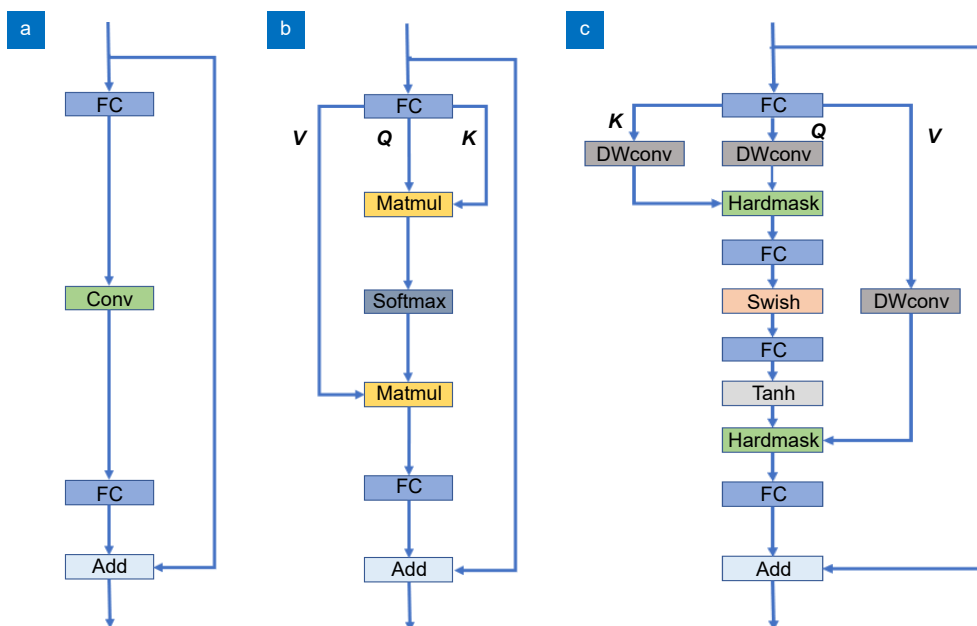 a
FC
Conv
FC
Add
b
FC
V
Q
K
Matmul
Softmax
Matmul
FC
Add
c
FC
K
Q
V
DWconv
DWconv
Hardmask
FC
Swish
DWconv
FC
Tanh
Hardmask
FC
Add